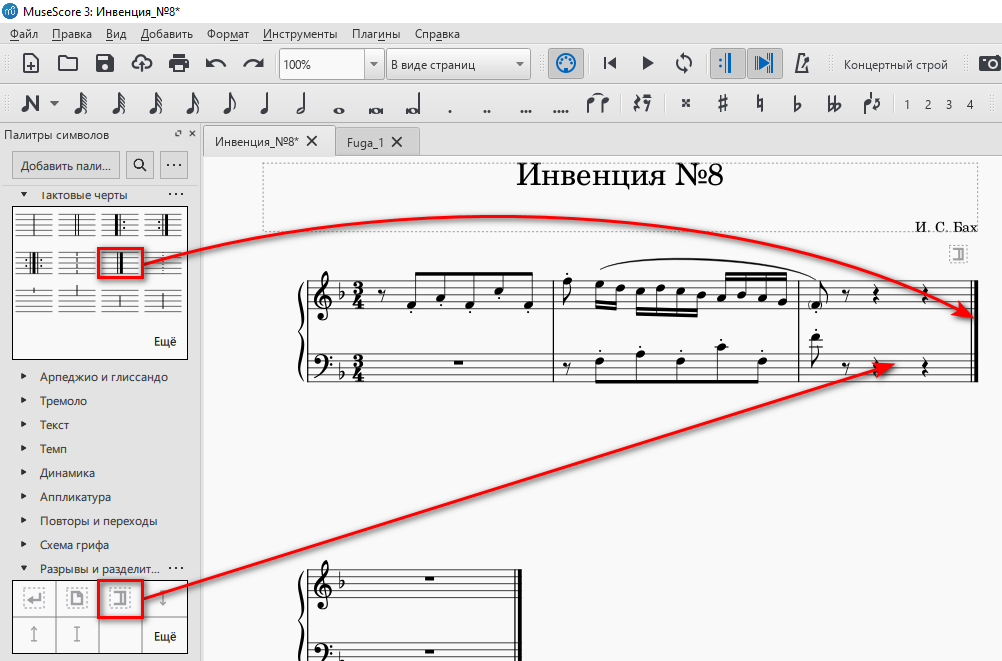 MuseScore 3: Инвенция_№8*
Файл Правка Вид Добавить Формат Инструменты Плагины Справка
100% В виде страниц Концертный строй
1 2 3 4
Палитры символов
Инвенция_№8* Fuga_1
Добавить пали... ...
Тактовые черты ...
Ещё
Арпеджио и глиссандо
Тремоло
Текст
Темп
Динамика
Аппликатура
Повторы и переходы
Схема грифа
Разрывы и разделит... ...
Ещё
Инвенция №8
И. С. Бах
3
4
3
4